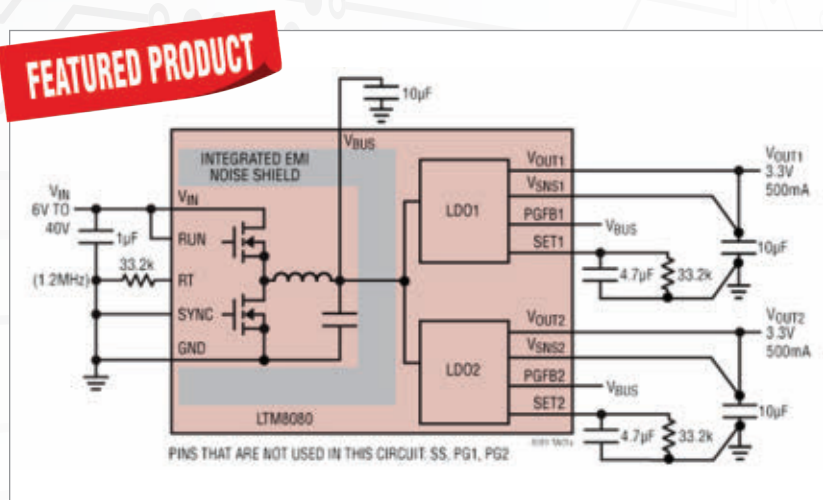 FEATURED PRODUCT
10µF
VBUS
INTEGRATED EMI
NOISE SHIELD
VIN
6V TO
40V
1µF
VIN
RUN
33.2k
(1.2MHz)
RT
SYNC
GND
LTM8080
LDO1
VOUT1
VSNS1
PGFB1
SET1
VBUS
4.7µF
33.2k
10µF
VOUT1
3.3V
500mA
LDO2
VOUT2
VSNS2
PGFB2
SET2
VBUS
4.7µF
33.2k
10µF
VOUT2
3.3V
500mA
PINS THAT ARE NOT USED IN THIS CIRCUIT: SS, PG1, PG2